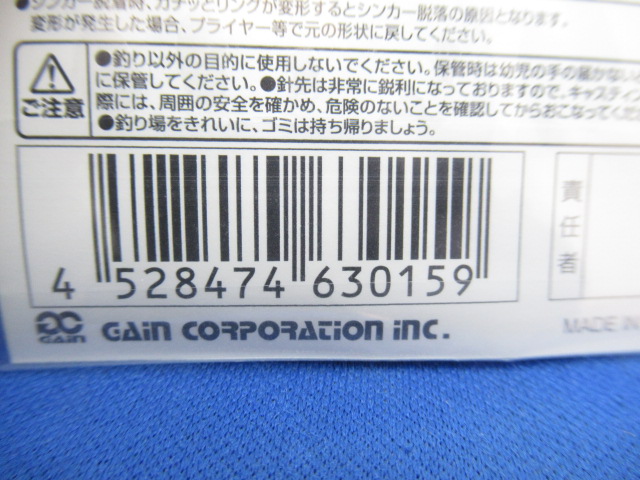 シンカー脱着時、カチッとリングが変形するとシンカー脱落の原因となります。
変形が発生した場合、プライヤー等で元の形状に戻してください。
ご注意
●釣り以外の目的に使用しないでください。保管時は幼児の手の届かない
に保管してください。●針先は非常に鋭利になっておりますので、キャスティン
際には、周囲の安全を確かめ、危険のないことを確認してからおこなってくだ
●釣り場をきれいに、ゴミは持ち帰りましょう。
4 528474 630159
責任者
GAIN GAIN CORPORATION INC.
MADE IN